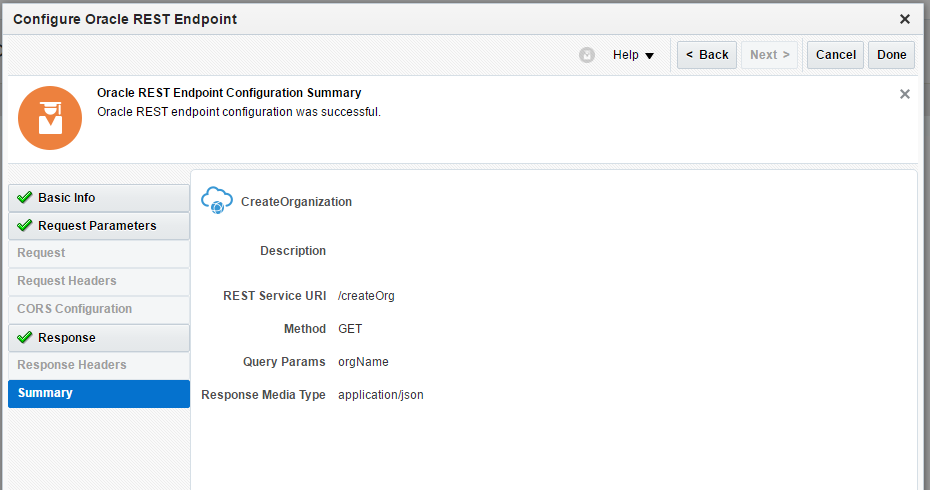 Configure Oracle REST Endpoint
Help
< Back
Next >
Cancel
Done
Oracle REST Endpoint Configuration Summary
Oracle REST endpoint configuration was successful.
Basic Info
Request Parameters
Request
Request Headers
CORS Configuration
Response
Response Headers
Summary
CreateOrganization
Description
REST Service URI /createOrg
Method GET
Query Params orgName
Response Media Type application/json